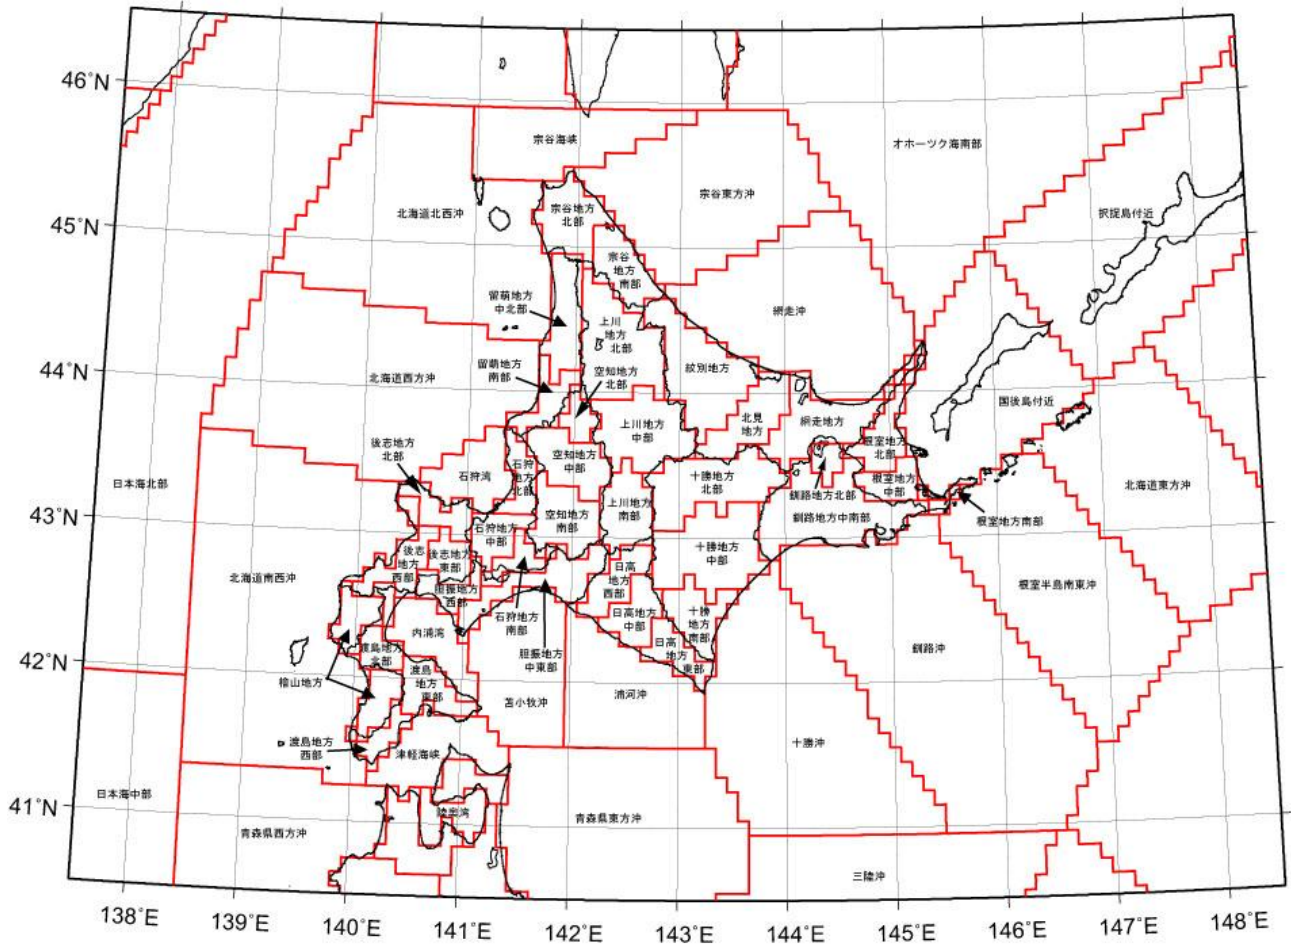 46°N
45°N
44°N
43°N
42°N
41°N
138°E
139°E
140°E
141°E
142°E
143°E
144°E
145°E
146°E
147°E
148°E
宗谷海峡
オホーツク海南部
宗谷東方沖
北海道北西沖
宗谷地方
北部
択捉島付近
宗谷
地方
南部
留萌地方
中北部
上川
地方
北部
網走沖
留萌地方
南部
空知地方
北部
紋別地方
北海道西方沖
国後島付近
北見
地方
網走地方
上川地方
中部
後志地方
北部
根室地方
北部
石狩湾
石狩
地方
北部
空知地方
中部
十勝地方
北部
根室地方
中部
日本海北部
北海道東方沖
釧路地方北部
上川地方
南部
空知地方
南部
釧路地方中南部
根室地方南部
石狩地方
中部
十勝地方
中部
後志
地方
西部
後志地方
東部
北海道南西沖
日高
地方
西部
根室半島南東沖
胆振地方
西部
石狩地方
南部
日高地方
中部
十勝
地方
南部
内浦湾
渡島地方
北部
胆振地方
中東部
日高
地方
東部
釧路沖
檜山地方
渡島
地方
東部
苫小牧沖
浦河沖
渡島地方
西部
津軽海峡
十勝沖
日本海中部
陸奥湾
青森県東方沖
青森県西方沖
三陸沖